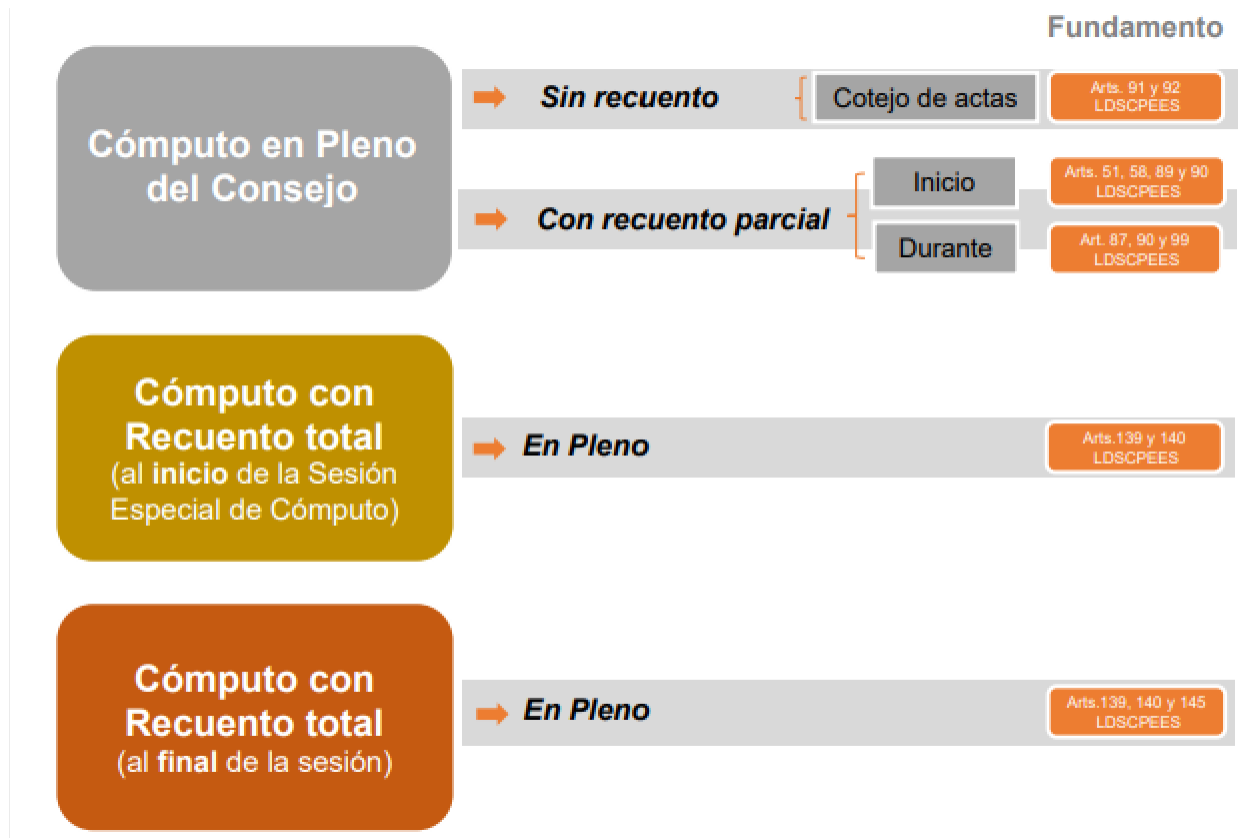 Fundamento
Cómputo en Pleno
del Consejo
Sin recuento
Cotejo de actas
Arts. 91 y 92
LDSCPEES
Con recuento parcial
Inicio
Arts. 51, 58, 89 y 90
LDSCPEES
Durante
Art. 87, 90 y 99
LDSCPEES
Cómputo con
Recuento total
(al inicio de la Sesión
Especial de Cómputo)
En Pleno
Arts.139 y 140
LDSCPEES
Cómputo con
Recuento total
(al final de la sesión)
En Pleno
Arts.139, 140 y 145
LDSCPEES